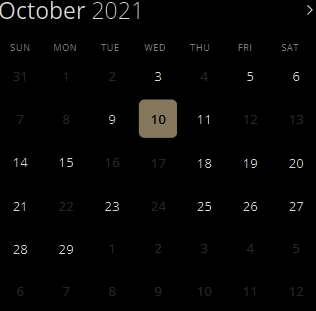 October 2021
SUN MON TUE WED THU FRI SAT
31 1 2 3 4 5 6
7 8 9 10 11 12 13
14 15 16 17 18 19 20
21 22 23 24 25 26 27
28 29 1 2 3 4 5
6 7 8 9 10 11 12